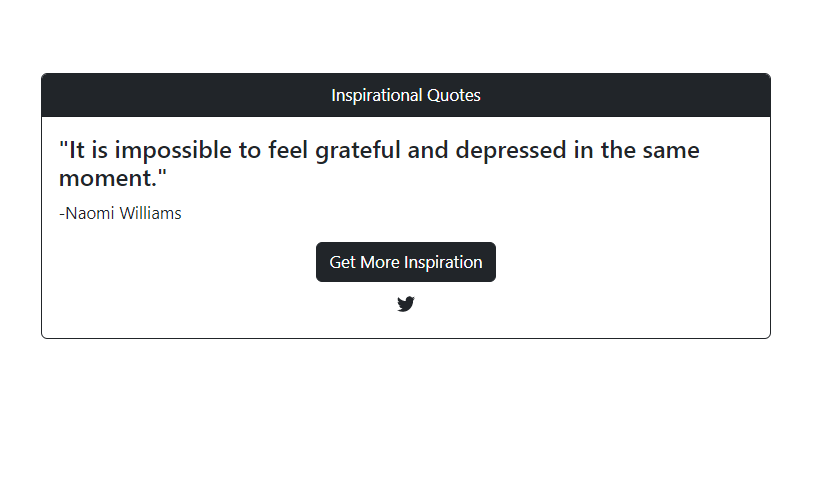 Inspirational Quotes
"It is impossible to feel grateful and depressed in the same
moment."
-Naomi Williams
Get More Inspiration